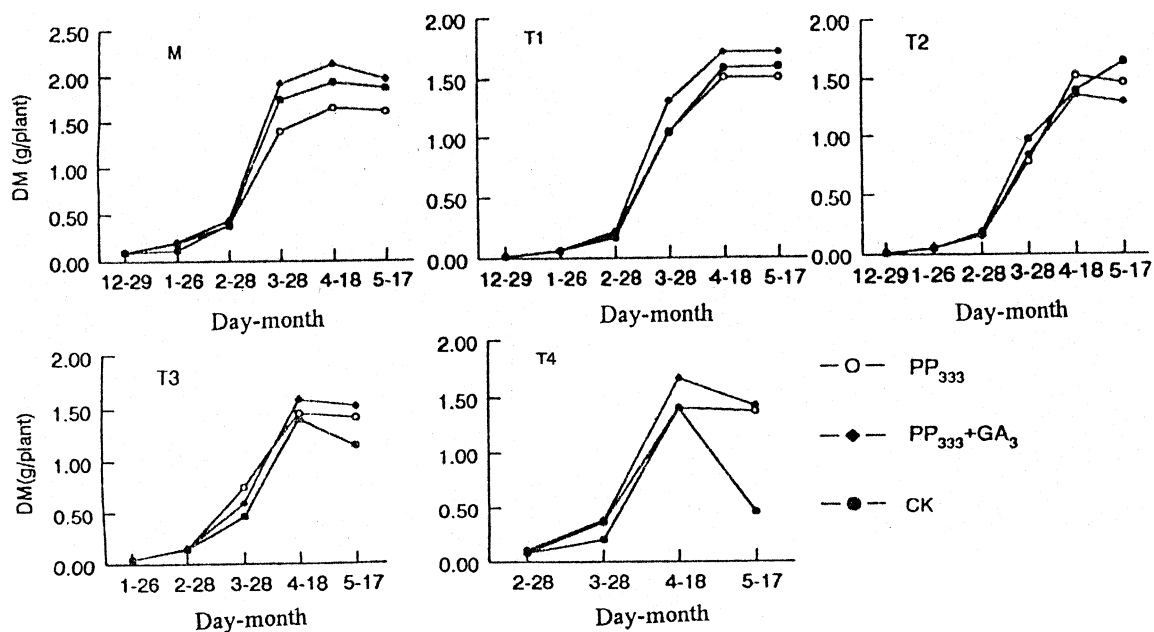 M
DM (g/plant)
2.50
2.00
1.50
1.00
0.50
0.00
12-29 1-26 2-28 3-28 4-18 5-17
Day-month
T1
2.00
1.50
1.00
0.50
0.00
12-29 1-26 2-28 3-28 4-18 5-17
Day-month
T2
2.00
1.50
1.00
0.50
0.00
12-29 1-26 2-28 3-28 4-18 5-17
Day-month
T3
DM(g/plant)
2.00
1.50
1.00
0.50
0.00
1-26 2-28 3-28 4-18 5-17
Day-month
T4
2.00
1.50
1.00
0.50
0.00
2-28 3-28 4-18 5-17
Day-month
PP333
PP333+GA3
CK